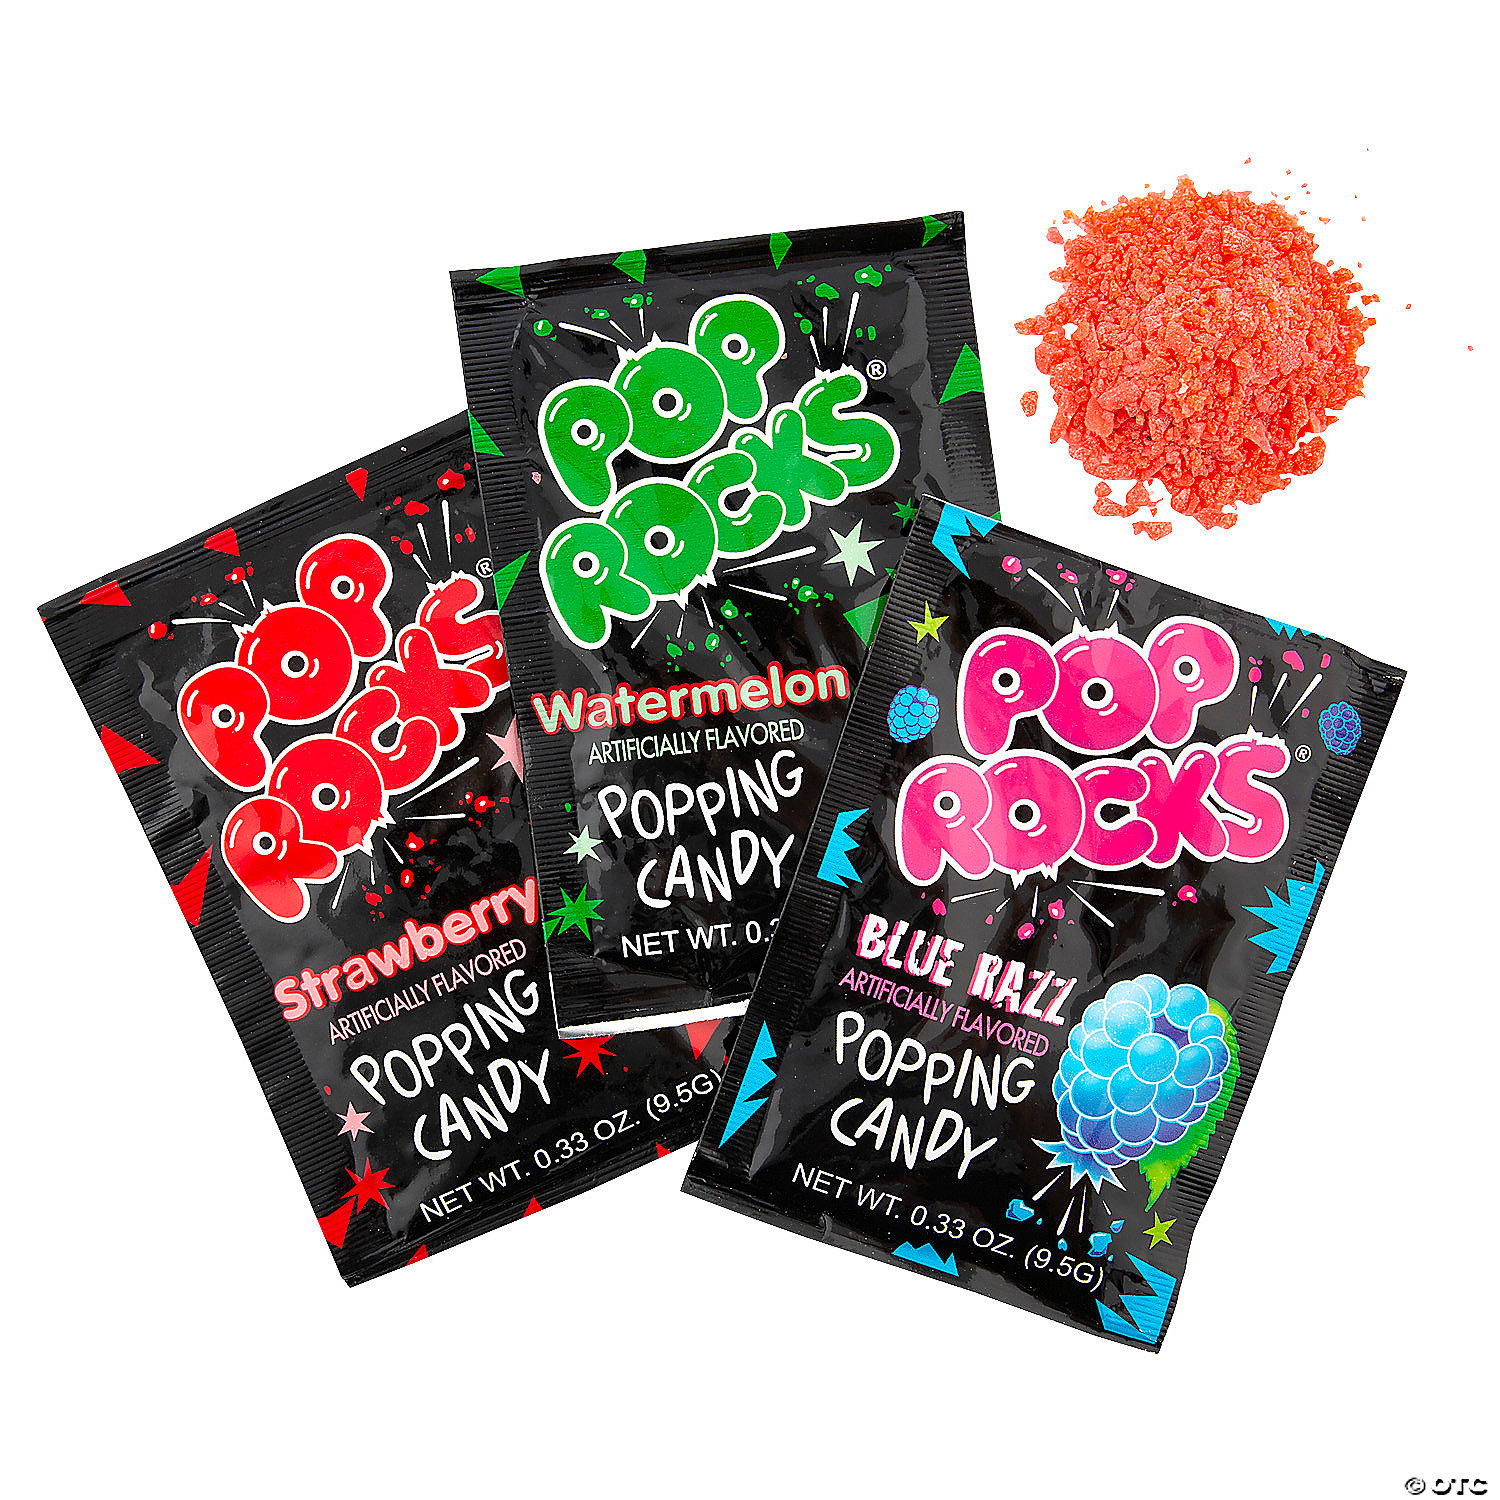 POP
ROCKS®
Strawberry
ARTIFICIALLY FLAVORED
POPPING
CANDY
NET WT. 0.33 OZ. (9.5G)
POP
ROCKS®
Watermelon
ARTIFICIALLY FLAVORED
POPPING
CANDY
NET WT. 0.3
POP
ROCKS®
BLUE RAZZ
ARTIFICIALLY FLAVORED
POPPING
CANDY
NET WT. 0.33 OZ. (9.5G)
© OTC